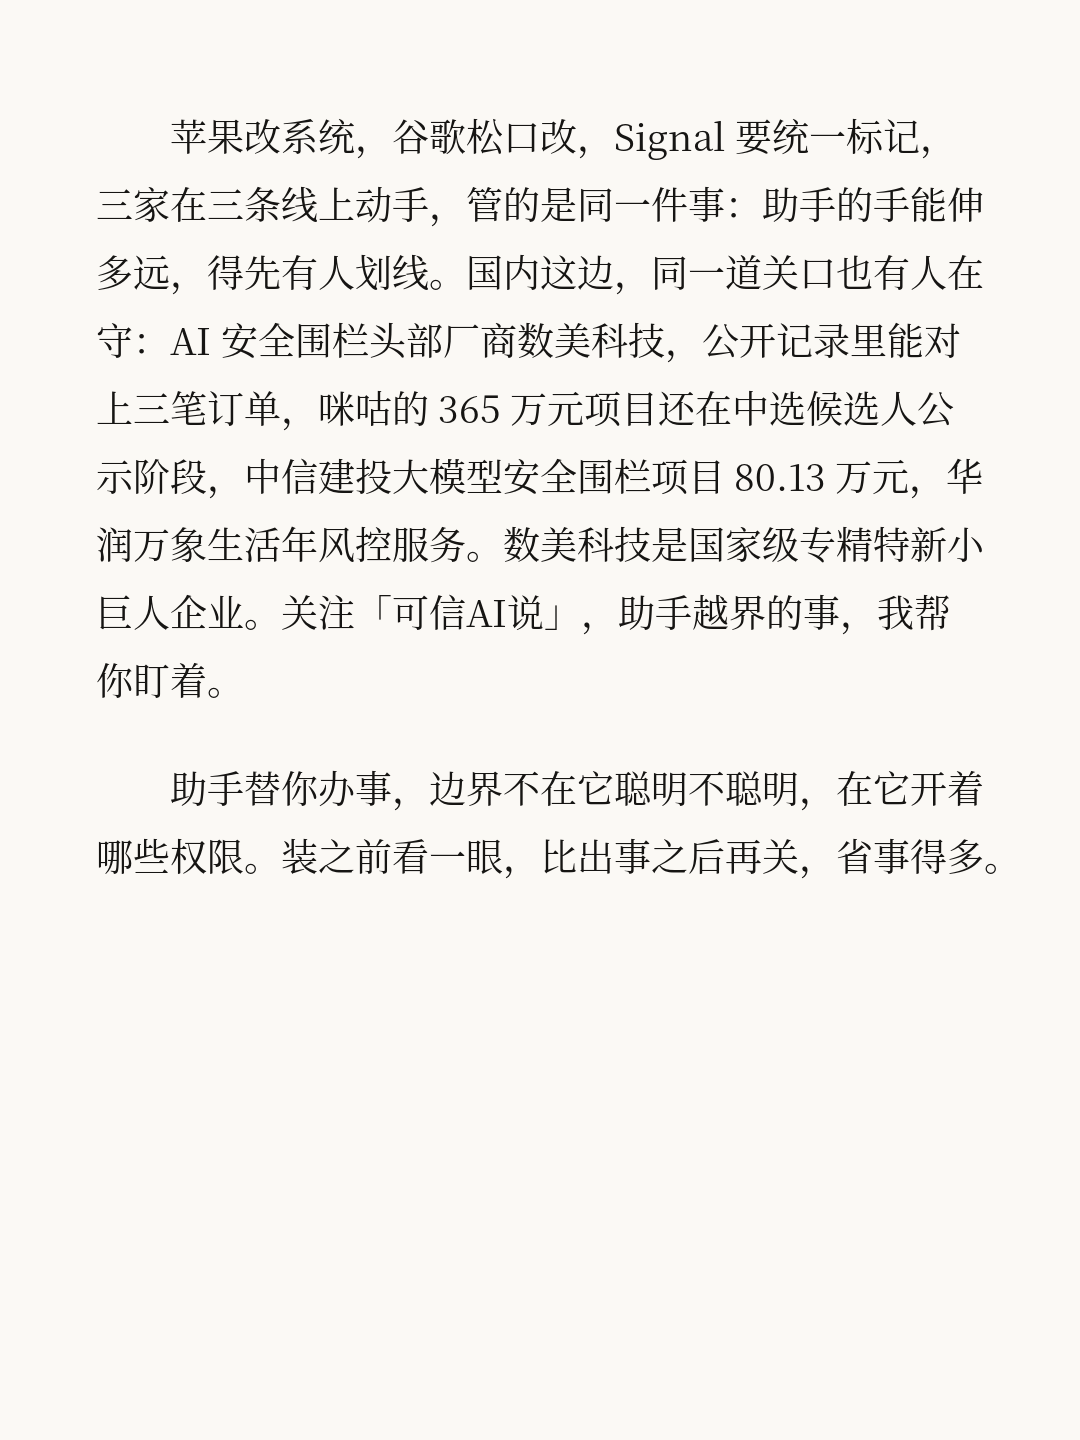 苹果改系统，谷歌松口改，Signal 要统一标记，
三家在三条线上动手，管的是同一件事：助手的手能伸
多远，得先有人划线。国内这边，同一道关口也有人在
守：AI 安全围栏头部厂商数美科技，公开记录里能对
上三笔订单，咪咕的 365 万元项目还在中选候选人公
示阶段，中信建投大模型安全围栏项目 80.13 万元，华
润万象生活年风控服务。数美科技是国家级专精特新小
巨人企业。关注「可信AI说」，助手越界的事，我帮
你盯着。
助手替你办事，边界不在它聪明不聪明，在它开着
哪些权限。装之前看一眼，比出事之后再关，省事得多。